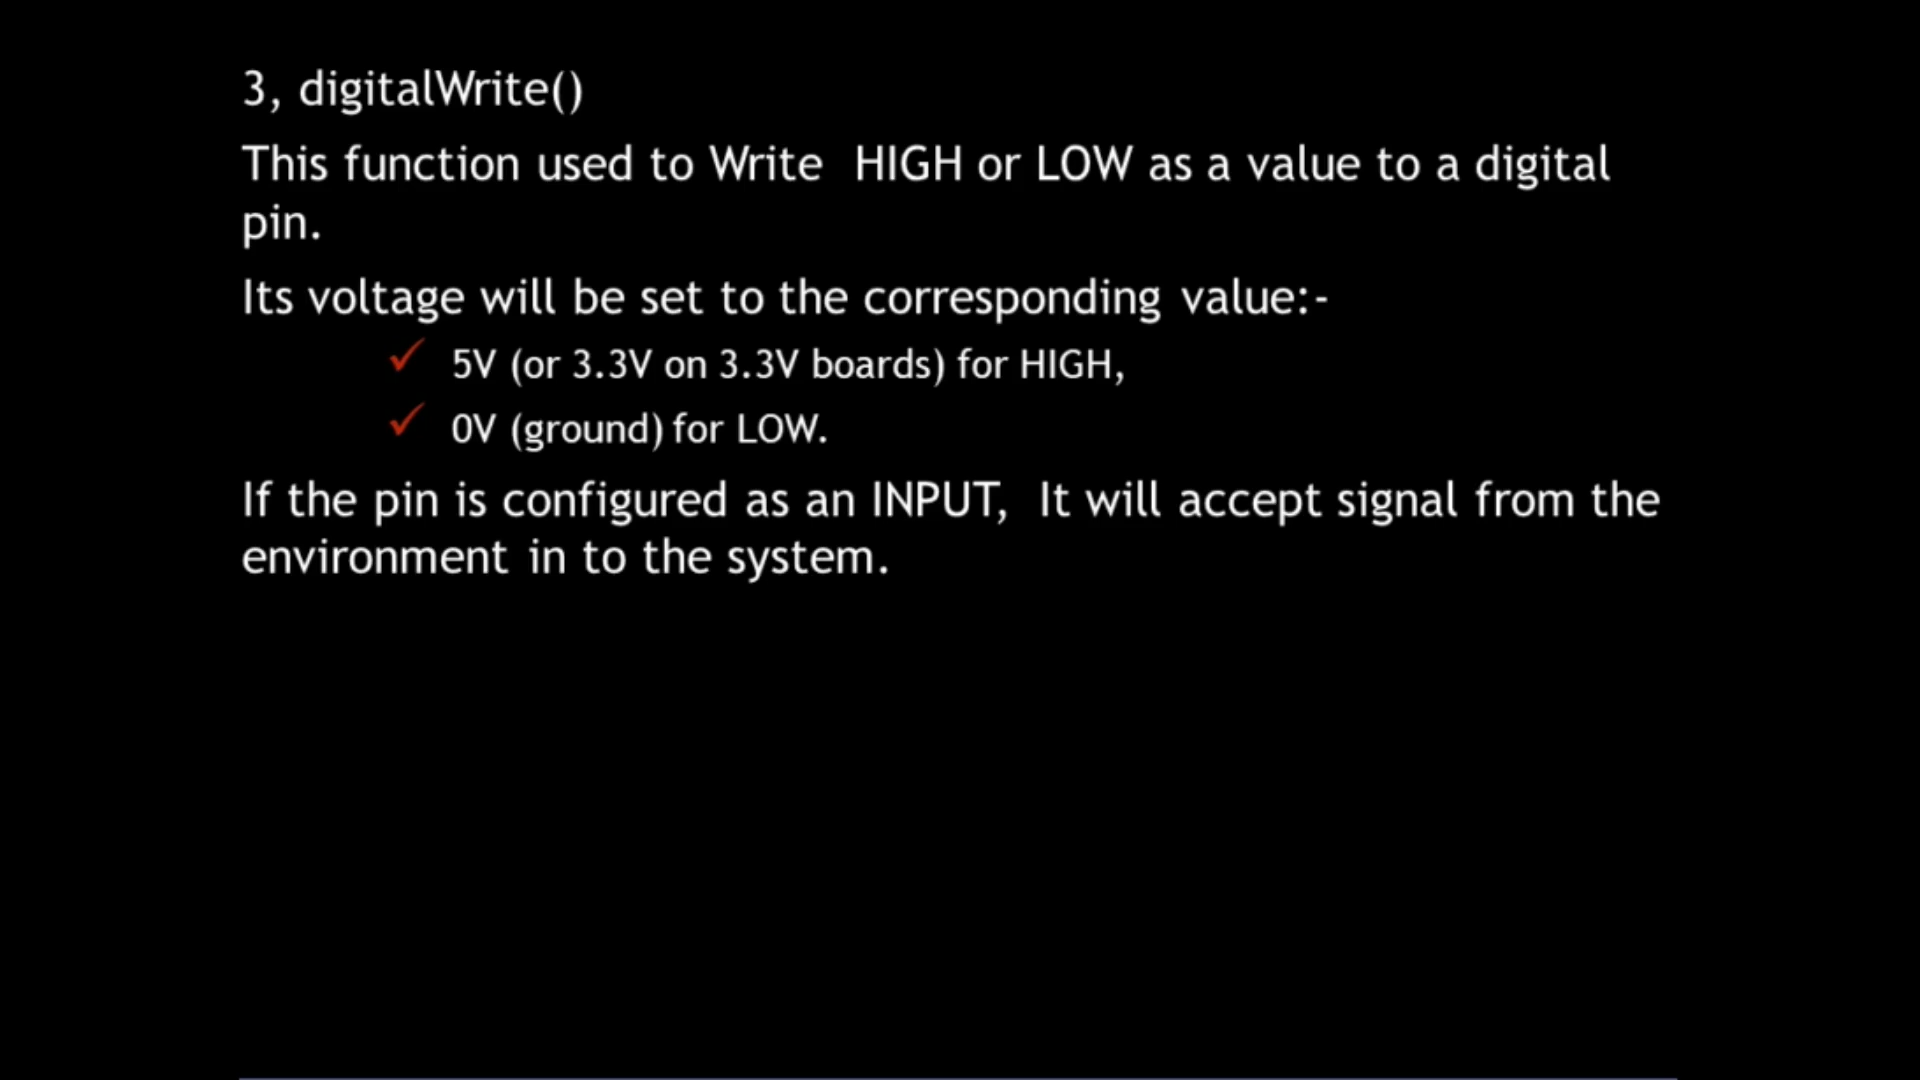 3, digitalWrite()
This function used to Write  HIGH or LOW as a value to a digital
pin.
Its voltage will be set to the corresponding value:-
✓ 5V (or 3.3V on 3.3V boards) for HIGH,
✓ 0V (ground) for LOW.
If the pin is configured as an INPUT,  It will accept signal from the
environment in to the system.